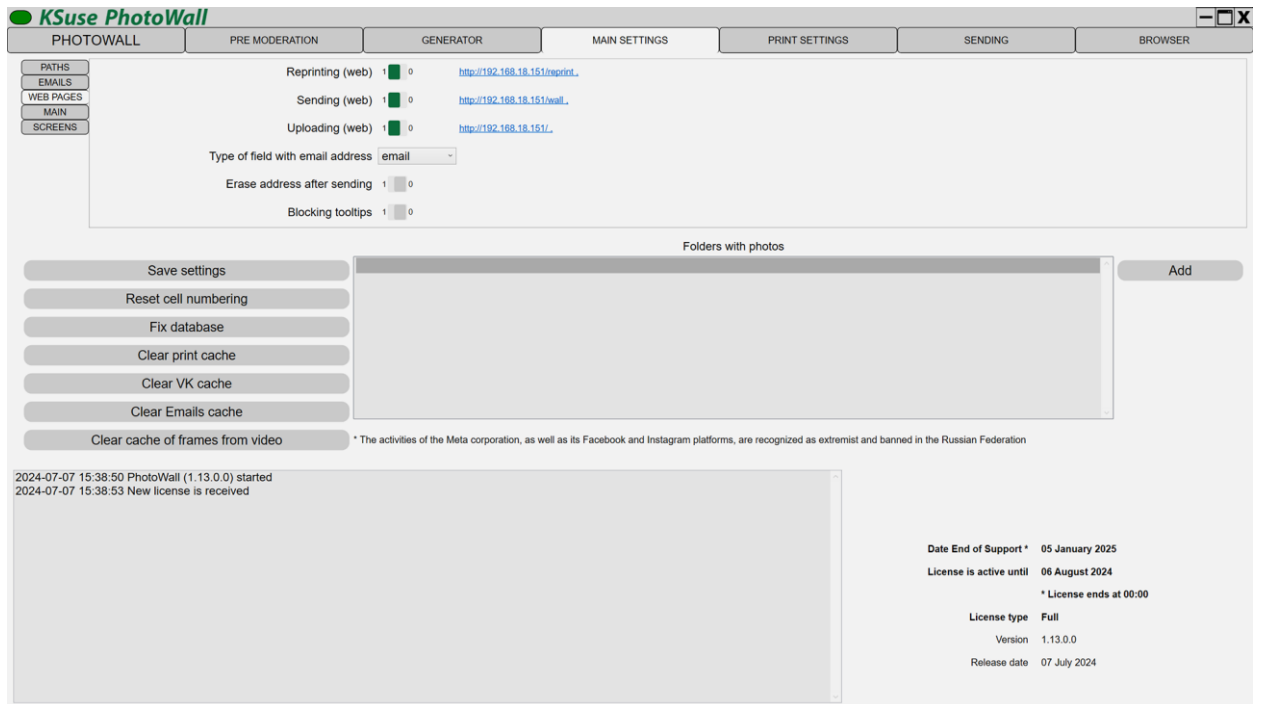 KSuse PhotoWall
X
PHOTOWALL PRE MODERATION GENERATOR MAIN SETTINGS PRINT SETTINGS SENDING BROWSER
PATHS
EMAILS
WEB PAGES
MAIN
SCREENS
Reprinting (web) 1 0 http://192.168.18.151/reprint .
Sending (web) 1 0 http://192.168.18.151/wall .
Uploading (web) 1 0 http://192.168.18.151/ .
Type of field with email address email
Erase address after sending 1 0
Blocking tooltips 1 0
Folders with photos
Save settings
Reset cell numbering
Fix database
Clear print cache
Clear VK cache
Clear Emails cache
Clear cache of frames from video
Add
* The activities of the Meta corporation, as well as its Facebook and Instagram platforms, are recognized as extremist and banned in the Russian Federation
2024-07-07 15:38:50 PhotoWall (1.13.0.0) started
2024-07-07 15:38:53 New license is received
Date End of Support * 05 January 2025
License is active until 06 August 2024
* License ends at 00:00
License type Full
Version 1.13.0.0
Release date 07 July 2024